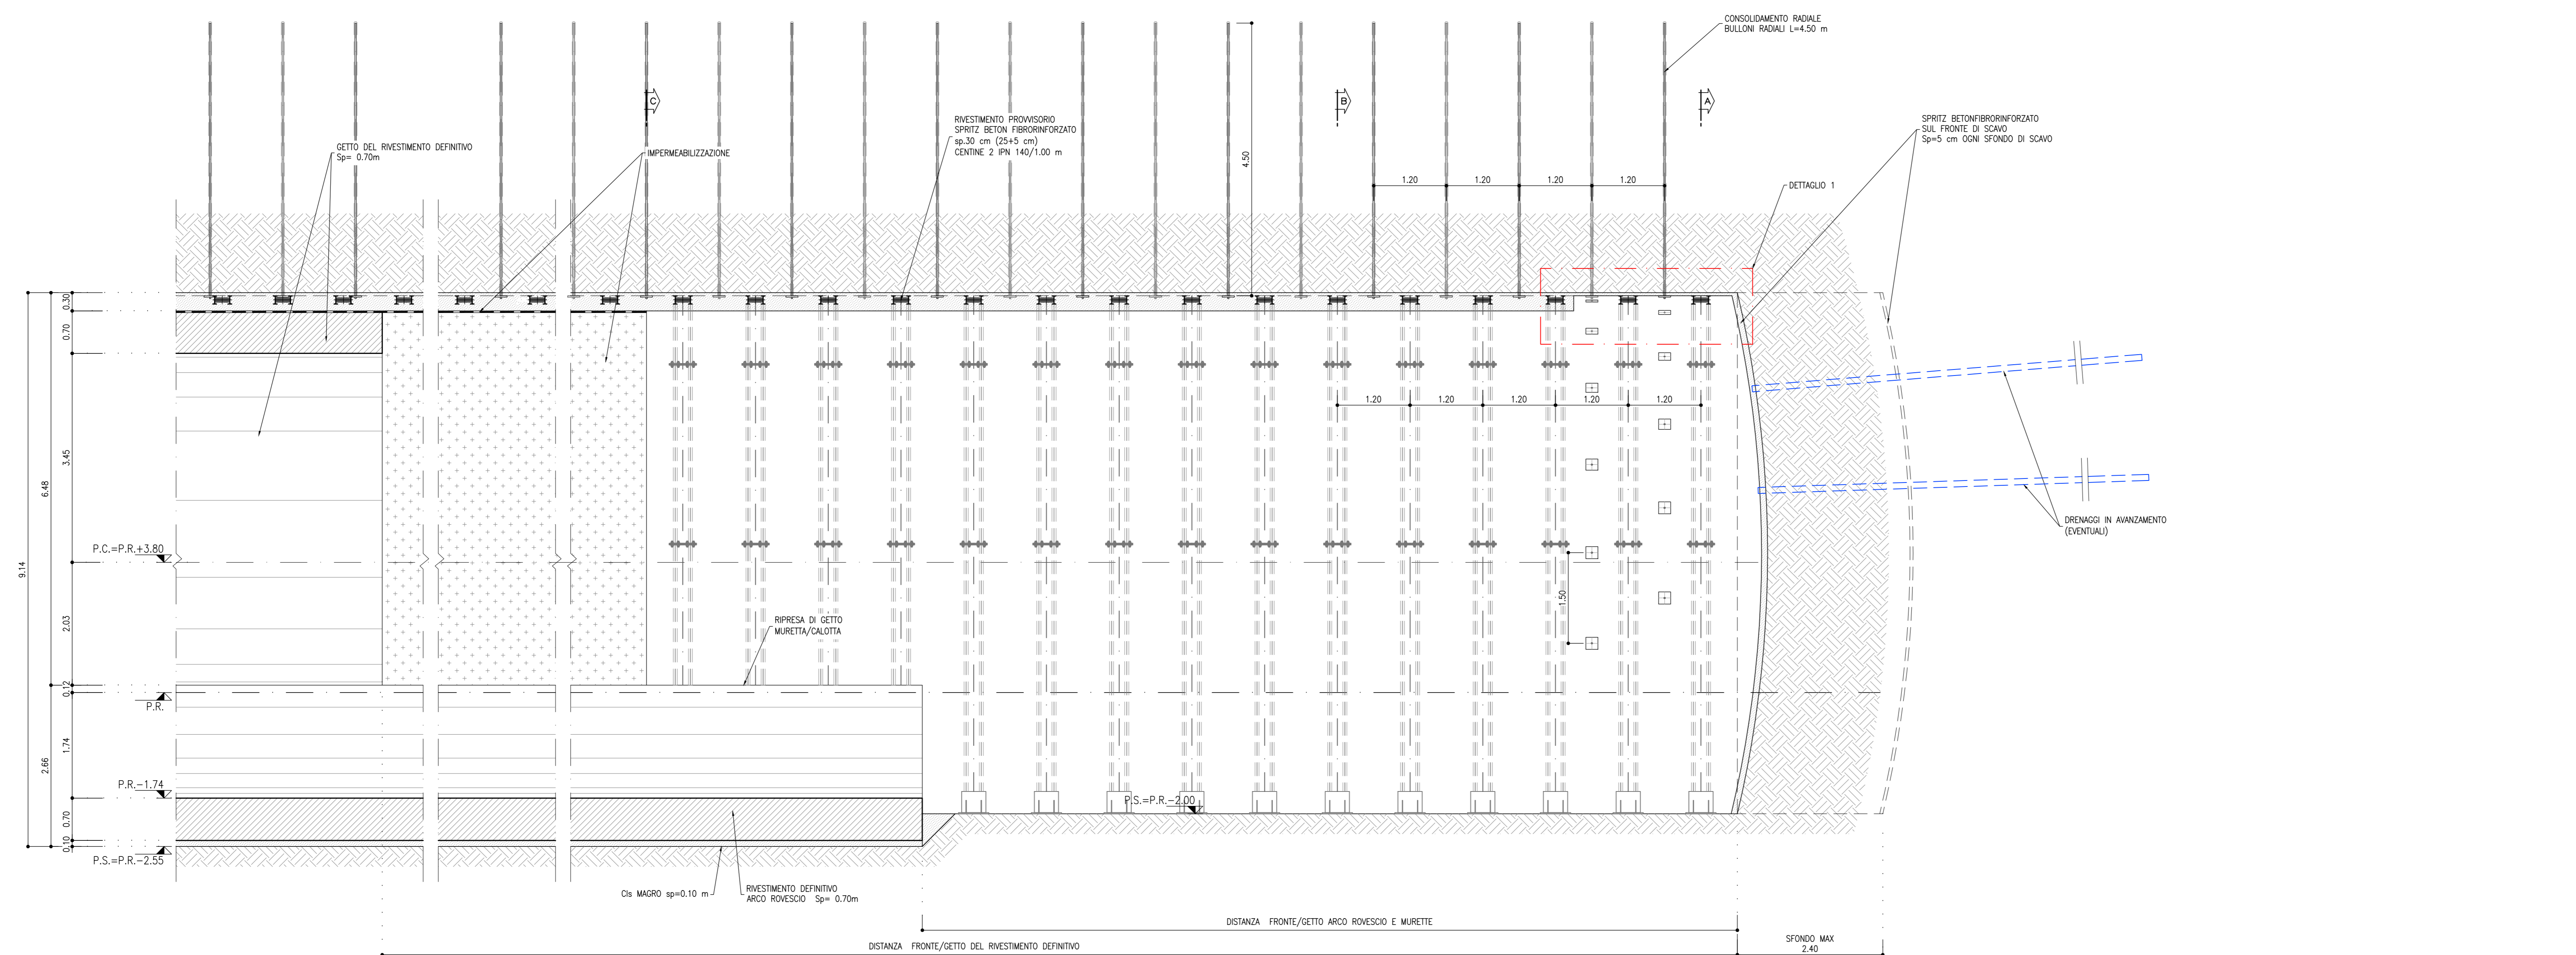 CONSOLIDAMENTO RADIALE
BULLONI RADIALI L=4.50 m
C
B
A
RIVESTIMENTO PROVVISORIO
SPRITZ BETON FIBRORINFORZATO
sp.30 cm (25+5 cm)
CENTINE 2 IPN 140/1.00 m
SPRITZ BETONFIBRORINFORZATO
SUL FRONTE DI SCAVO
Sp=5 cm OGNI SFONDO DI SCAVO
GETTO DEL RIVESTIMENTO DEFINITIVO
Sp= 0.70m
IMPERMEABILIZZAZIONE
4.50
1.20
1.20
1.20
1.20
DETTAGLIO 1
0.30
0.70
3.45
6.48
9.14
1.20
1.20
1.20
1.20
1.20
DRENAGGI IN AVANZAMENTO
(EVENTUALI)
P.C.=P.R.+3.80
2.03
1.50
RIPRESA DI GETTO
MURETTA/CALOTTA
0.12
P.R.
1.74
2.66
P.R.-1.74
P.S.=P.R.-2.00
0.70
0.10
P.S.=P.R.-2.55
Cls MAGRO sp=0.10 m
RIVESTIMENTO DEFINITIVO
ARCO ROVESCIO Sp= 0.70m
DISTANZA FRONTE/GETTO ARCO ROVESCIO E MURETTE
DISTANZA FRONTE/GETTO DEL RIVESTIMENTO DEFINITIVO
SFONDO MAX
2.40